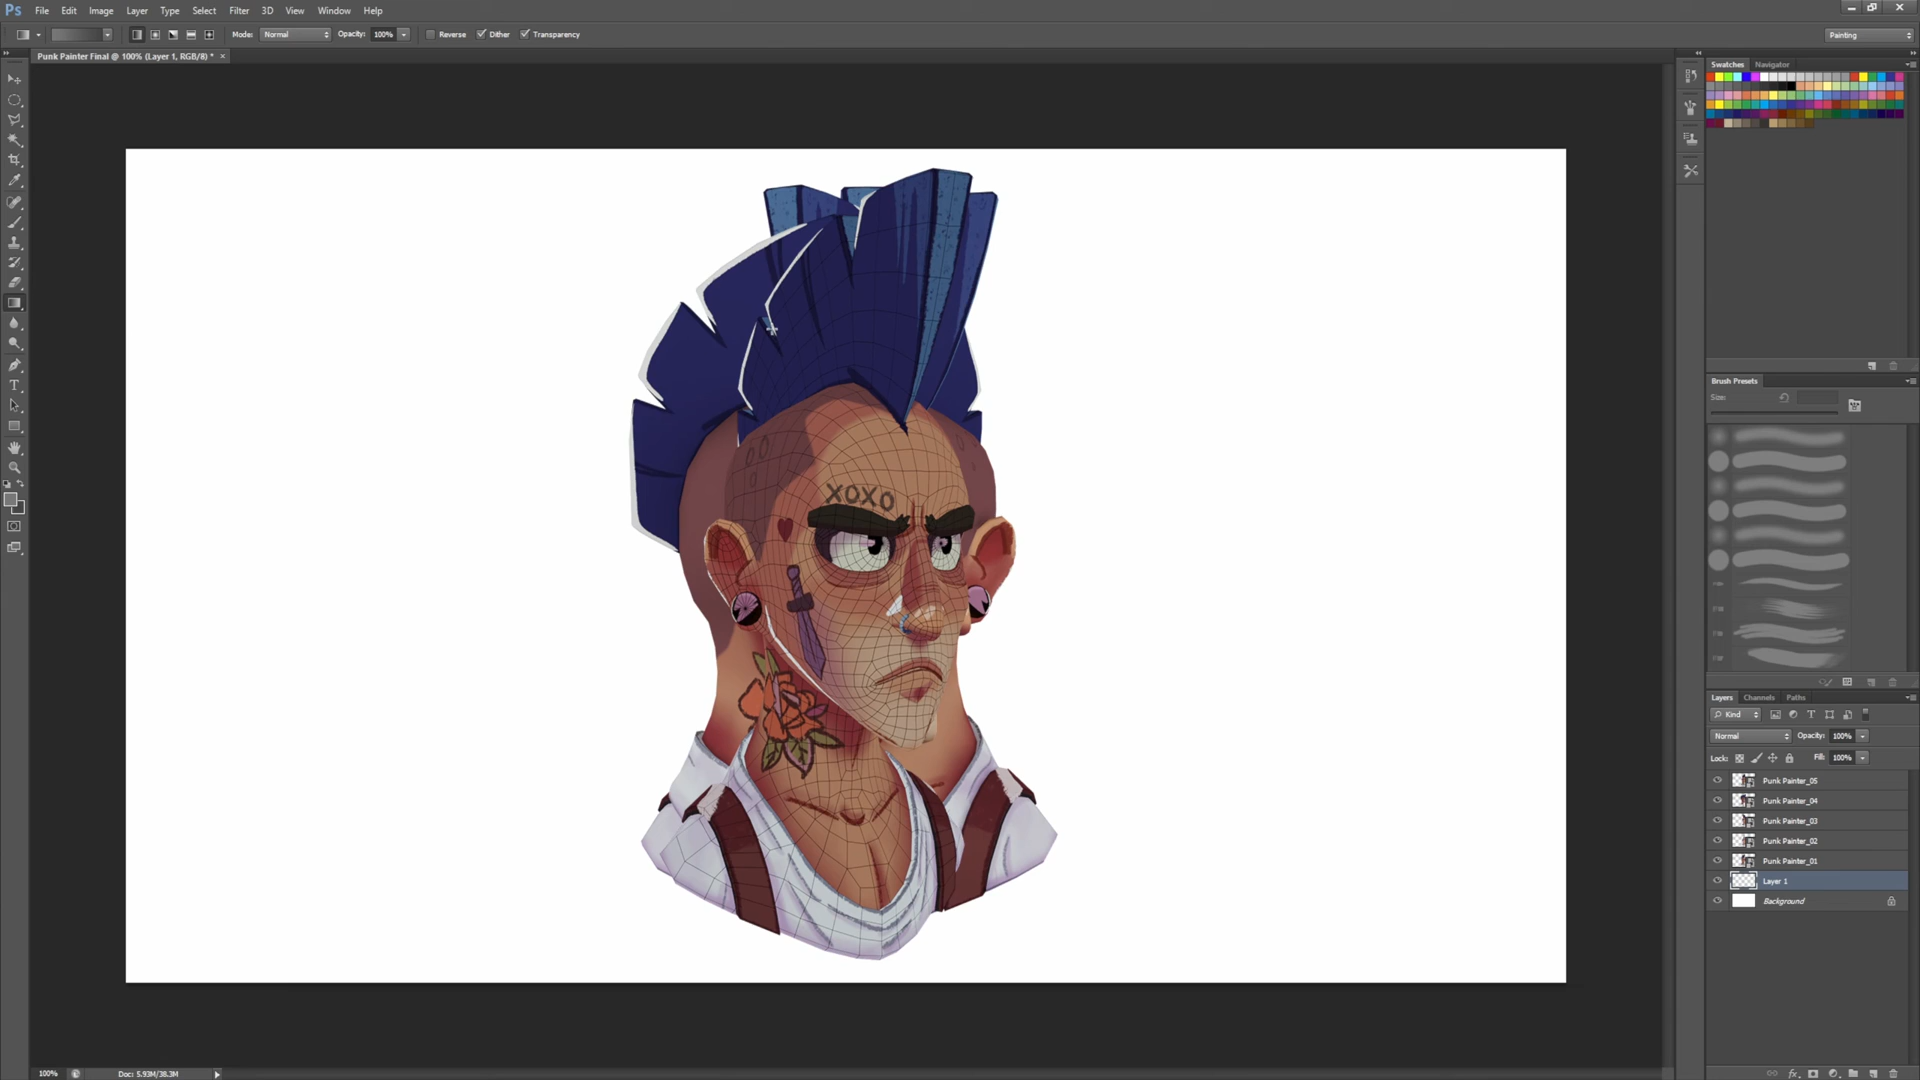 Ps File Edit Image Layer Type Select Filter 3D View Window Help
Mode: Normal Opacity: 100% Reverse Dither Transparency Painting
Punk Painter Final @ 100% (Layer 1, RGB/8) * ×
Swatches Navigator
Brush Presets
Size:
XOXO
Layers Channels Paths
Kind
Normal Opacity: 100%
Lock: Fill: 100%
Punk Painter_05
Punk Painter_04
Punk Painter_03
Punk Painter_02
Punk Painter_01
Layer 1
Background
100% Doc: 5.93M/38.3M